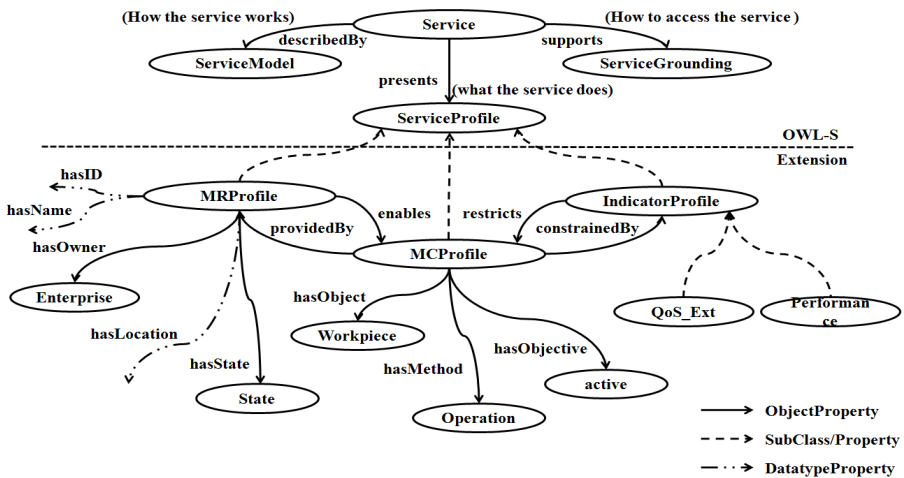 (How the service works)
Service
(How to access the service )
describedBy
supports
ServiceModel
ServiceGrounding
presents
(what the service does)
ServiceProfile
OWL-S
Extension
hasID
MRProfile
enables
restricts
IndicatorProfile
hasName
providedBy
constrainedBy
hasOwner
MCProfile
Enterprise
hasObject
QoS_Ext
Performan
ce
hasLocation
Workpiece
hasObjective
hasState
hasMethod
active
State
Operation
ObjectProperty
SubClass/Property
DatatypeProperty